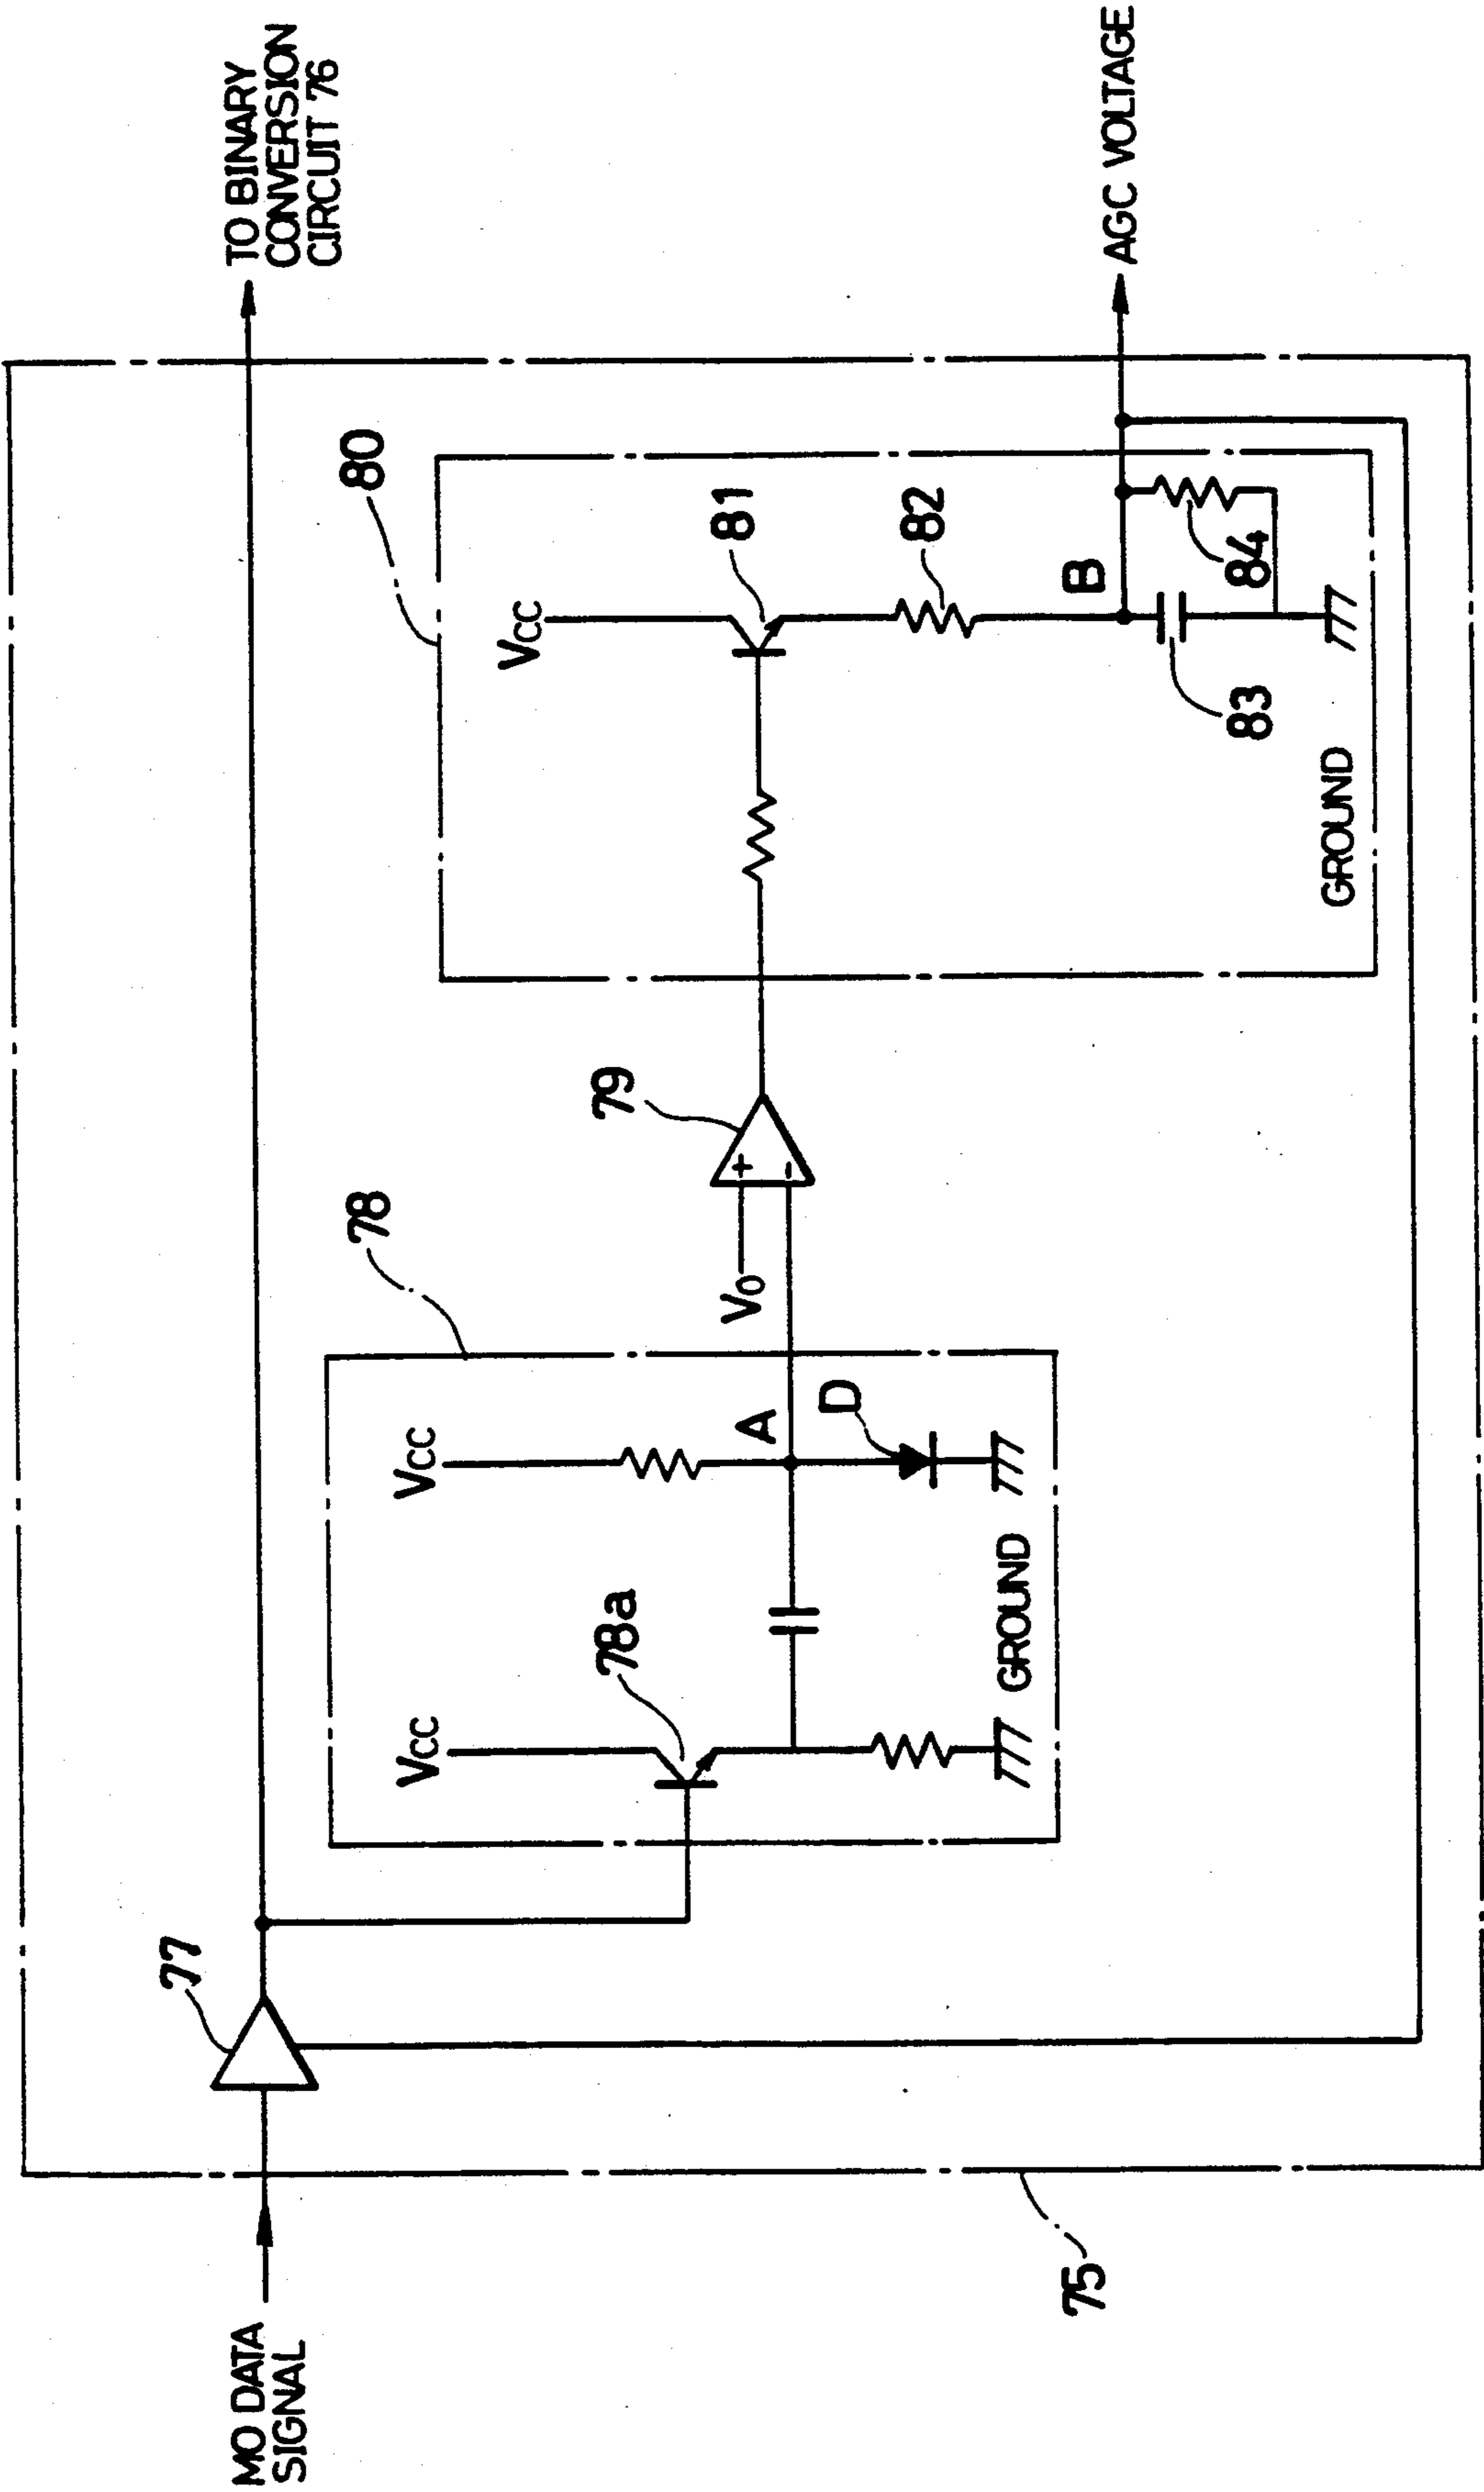 MO DATA
SIGNAL
77
TO BINARY
CONVERSION
CIRCUIT 76
78
80
VCC
78a
VCC
A
D
GROUND
V0
+
-
79
VCC
81
82
B
83
84
GROUND
AGC VOLTAGE
75